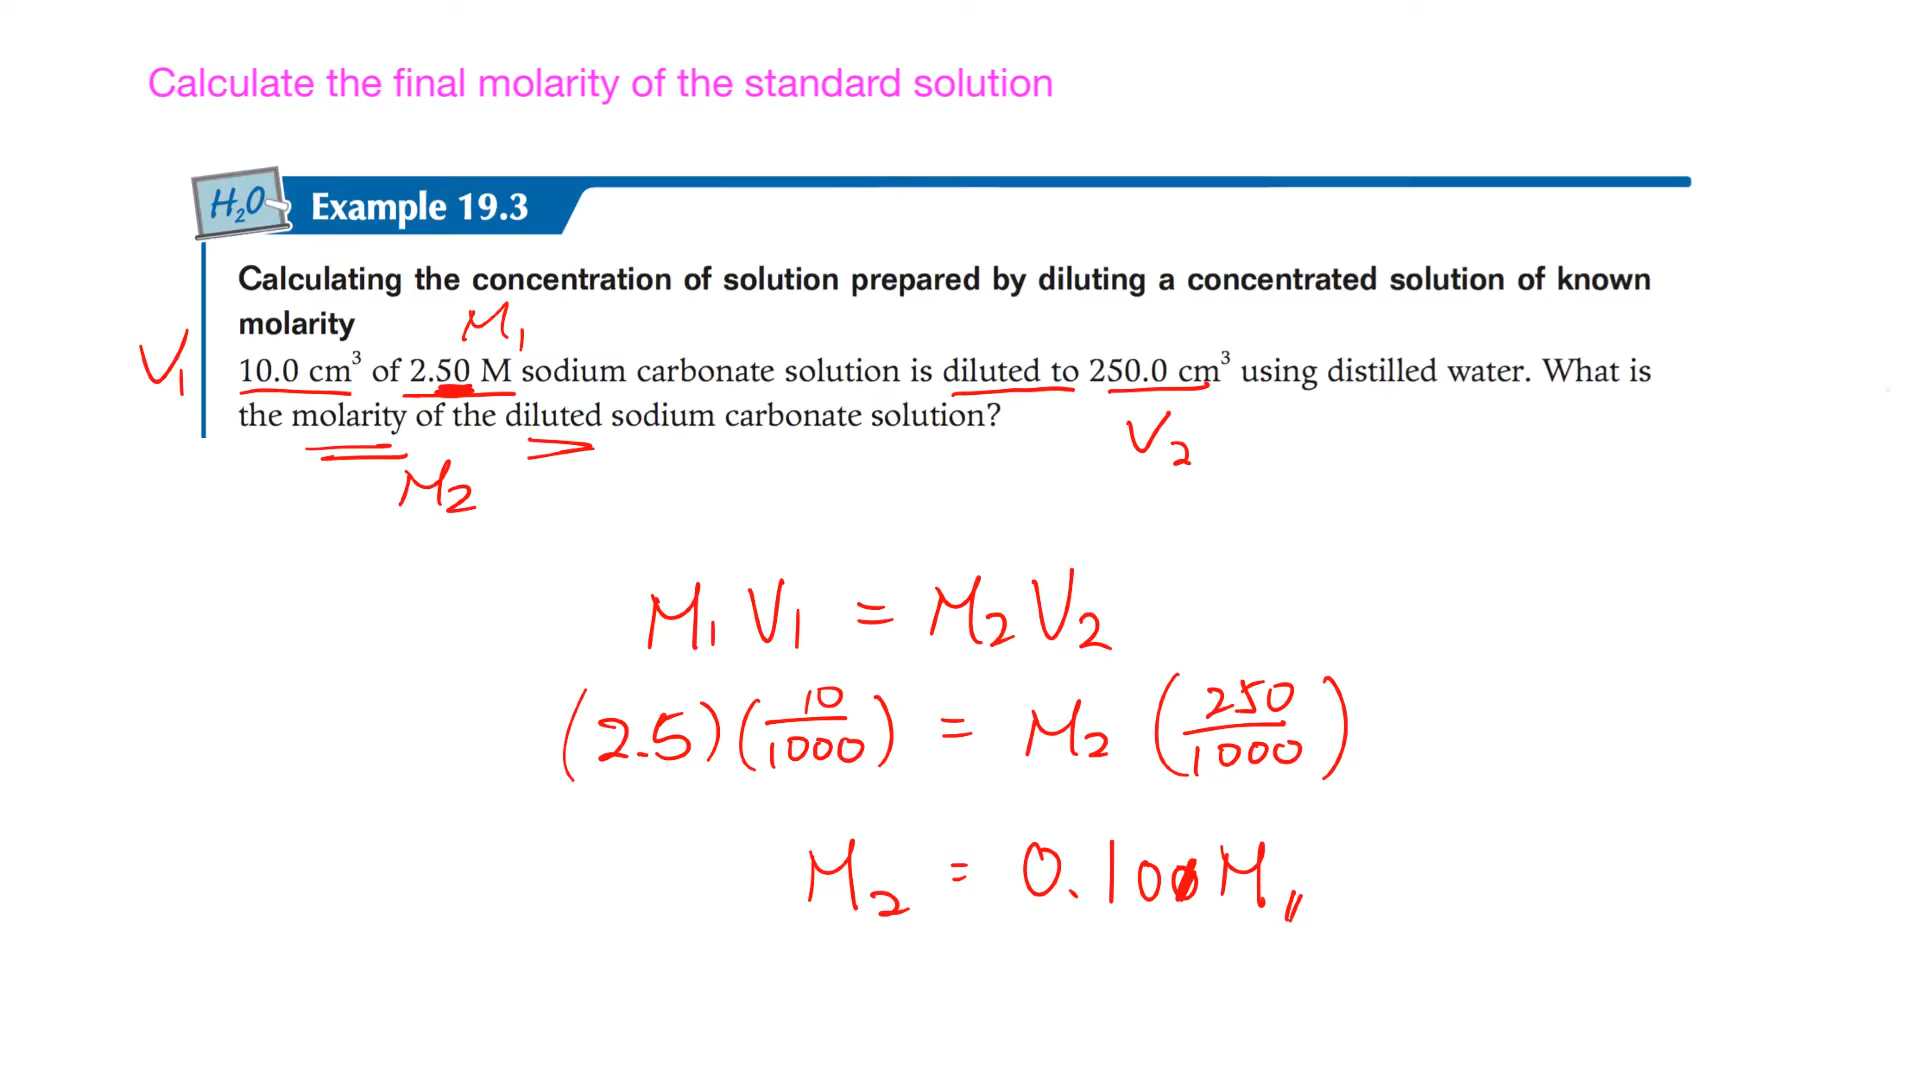 Calculate the final molarity of the standard solution
H₂O
Example 19.3
Calculating the concentration of solution prepared by diluting a concentrated solution of known
molarity
M₁
V₁
10.0 cm³ of 2.50 M sodium carbonate solution is diluted to 250.0 cm³ using distilled water. What is
the molarity of the diluted sodium carbonate solution?
V₂
M₂
M₁ V₁ = M₂ V₂
(2.5) (10/1000) = M₂ (250/1000)
M₂ = 0.100 M